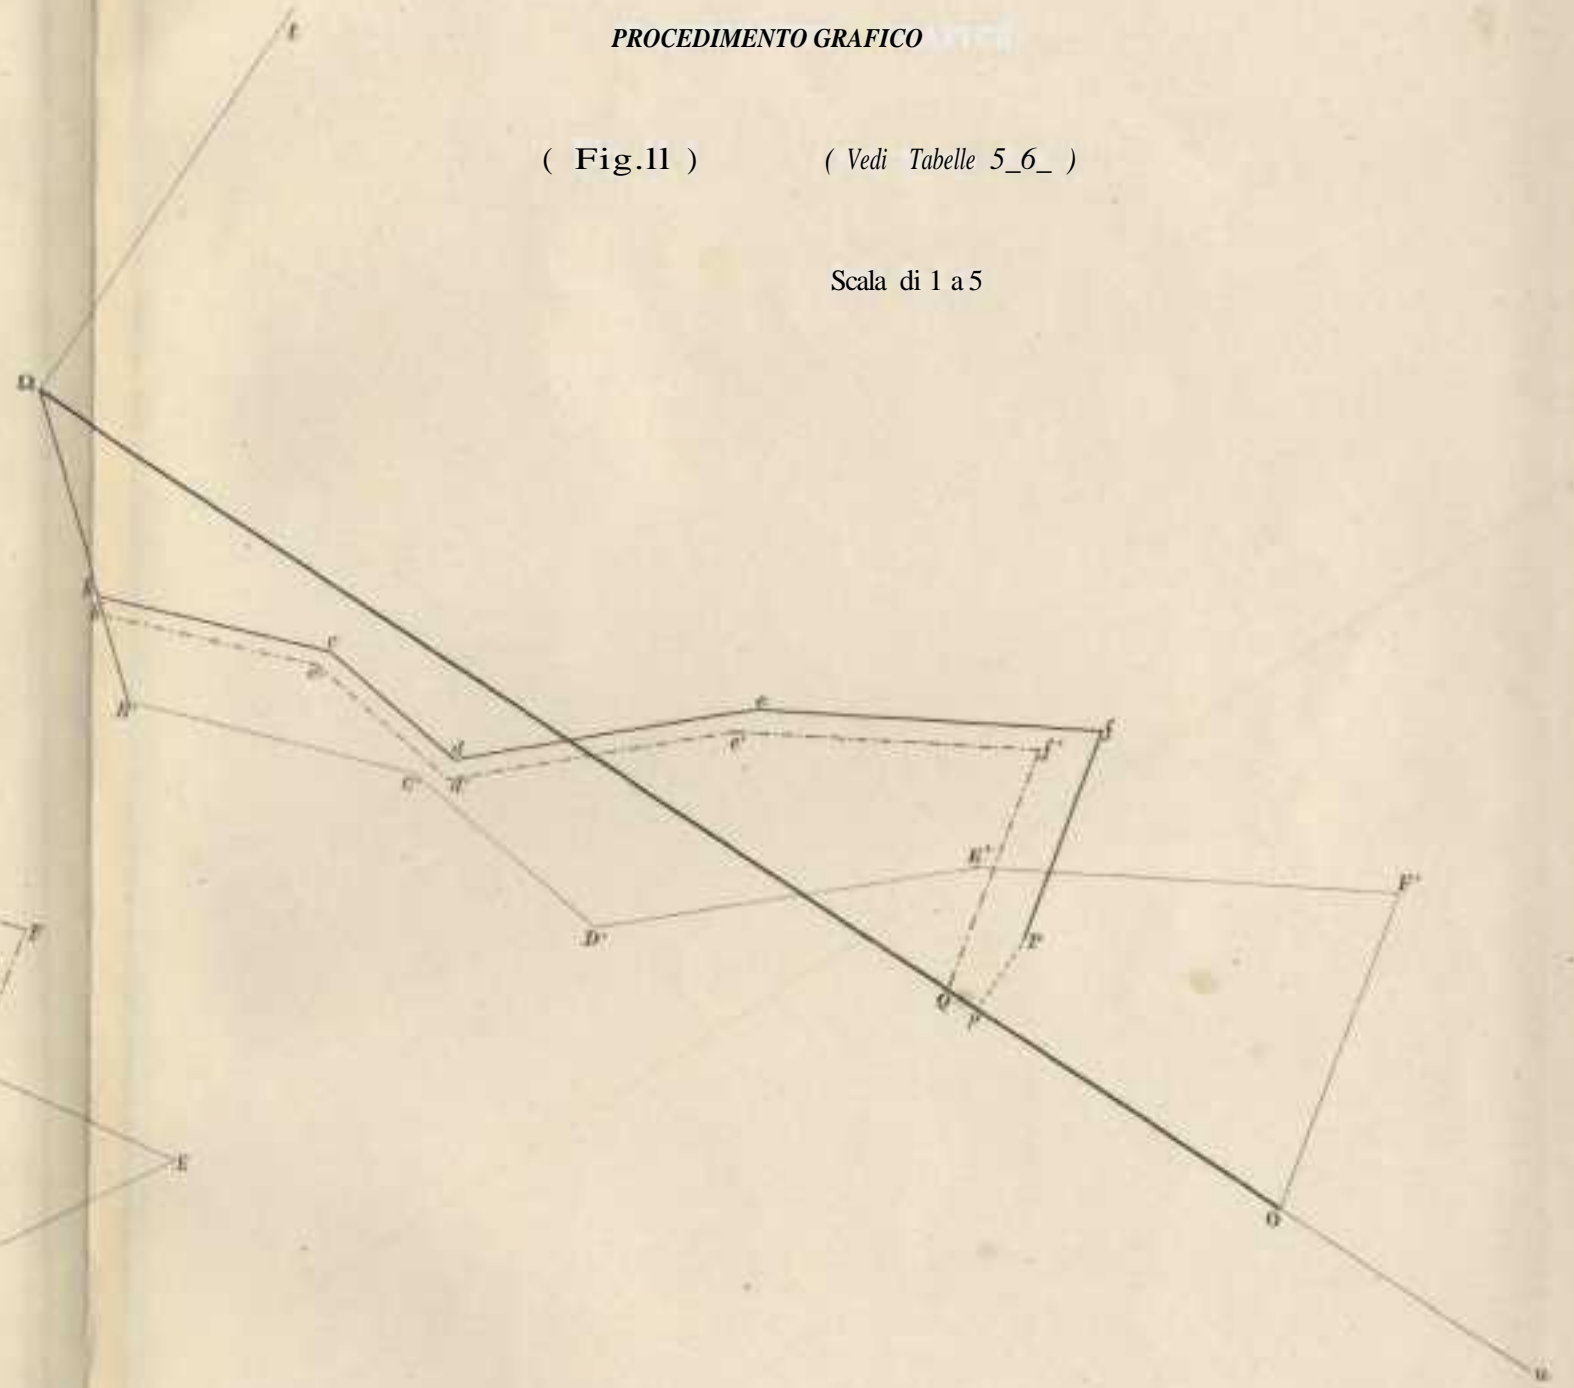 t
PROCEDIMENTO GRAFICO
( Fig.11 ) ( Vedi Tabelle 5_6_ )
Scala di 1 a 5
Ω
b
c
c'
B'
d
e
f
e'
f'
C'
d'
E'
F'
D'
P
F
Q
p
E
O
u